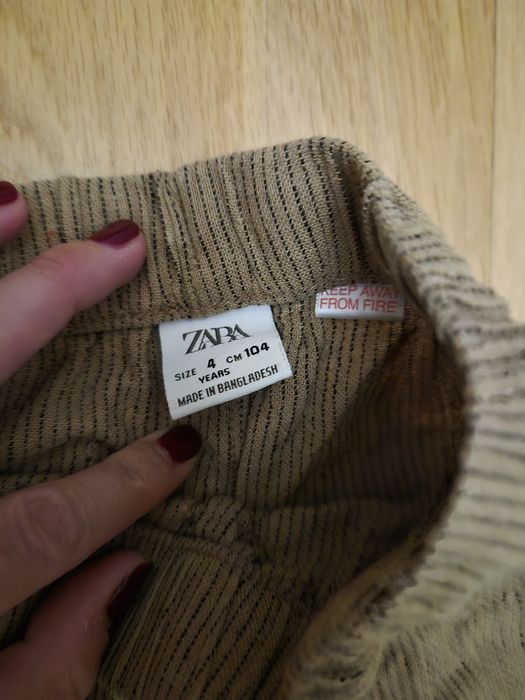 ZARA
SIZE 4 CM 104
YEARS
MADE IN BANGLADESH
KEEP AWAY
FROM FIRE